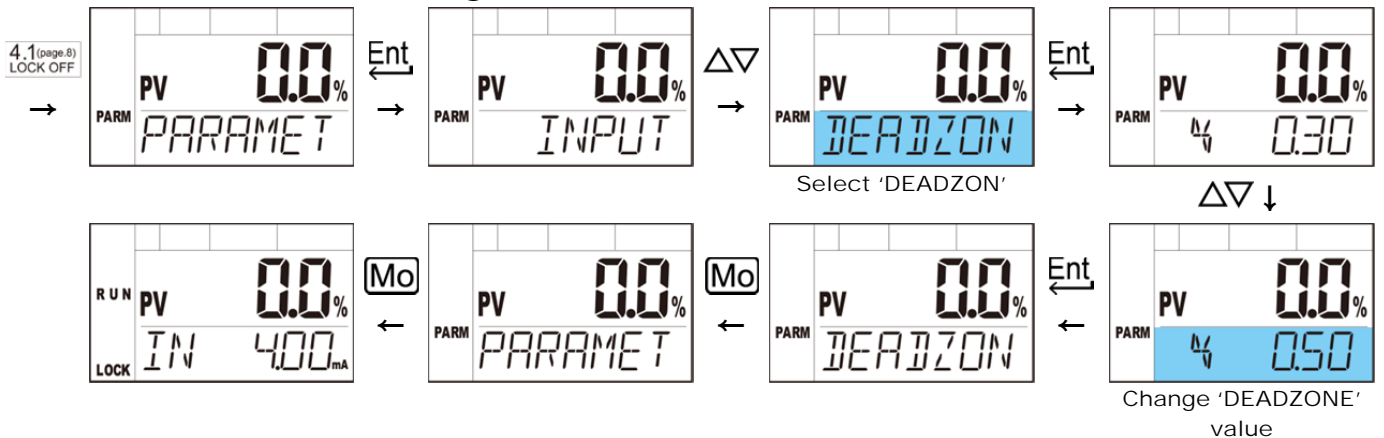 4.1(page.8)
LOCK OFF
→
PV 0.0%
PARM
PARAMET
Ent
→
PV 0.0%
PARM
INPUT
△▽
→
PV 0.0%
PARM
DEADZON
Select ‘DEADZON’
Ent
→
PV 0.0%
PARM
% 0.30
△▽ ↓
RUN
PV 0.0%
LOCK
IN 4.00mA
Mo
←
PV 0.0%
PARM
PARAMET
Mo
←
PV 0.0%
PARM
DEADZON
Ent
←
PV 0.0%
PARM
% 0.50
Change ‘DEADZONE’
value